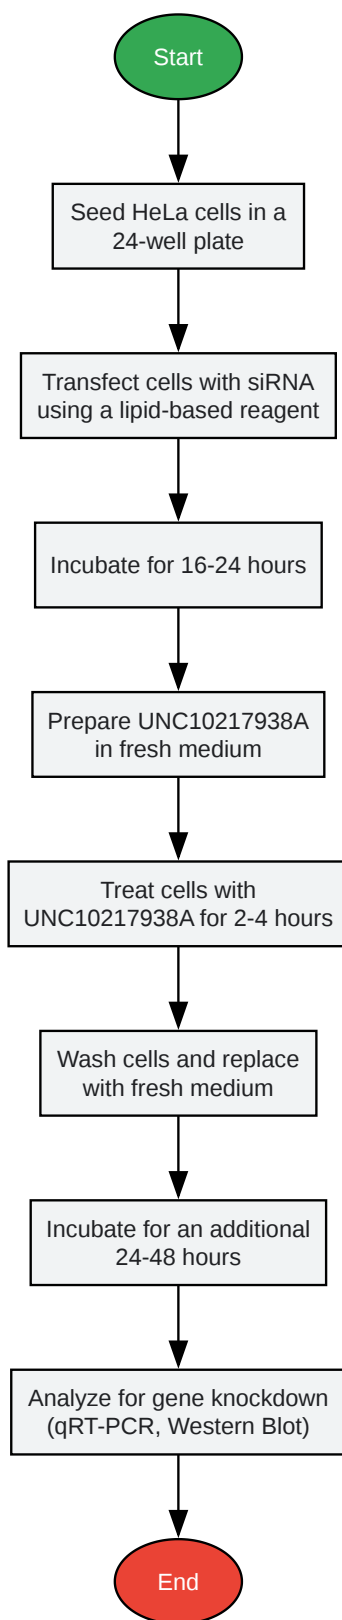 Start
Seed HeLa cells in a
24-well plate
Transfect cells with siRNA
using a lipid-based reagent
Incubate for 16-24 hours
Prepare UNC10217938A
in fresh medium
Treat cells with
UNC10217938A for 2-4 hours
Wash cells and replace
with fresh medium
Incubate for an additional
24-48 hours
Analyze for gene knockdown
(qRT-PCR, Western Blot)
End